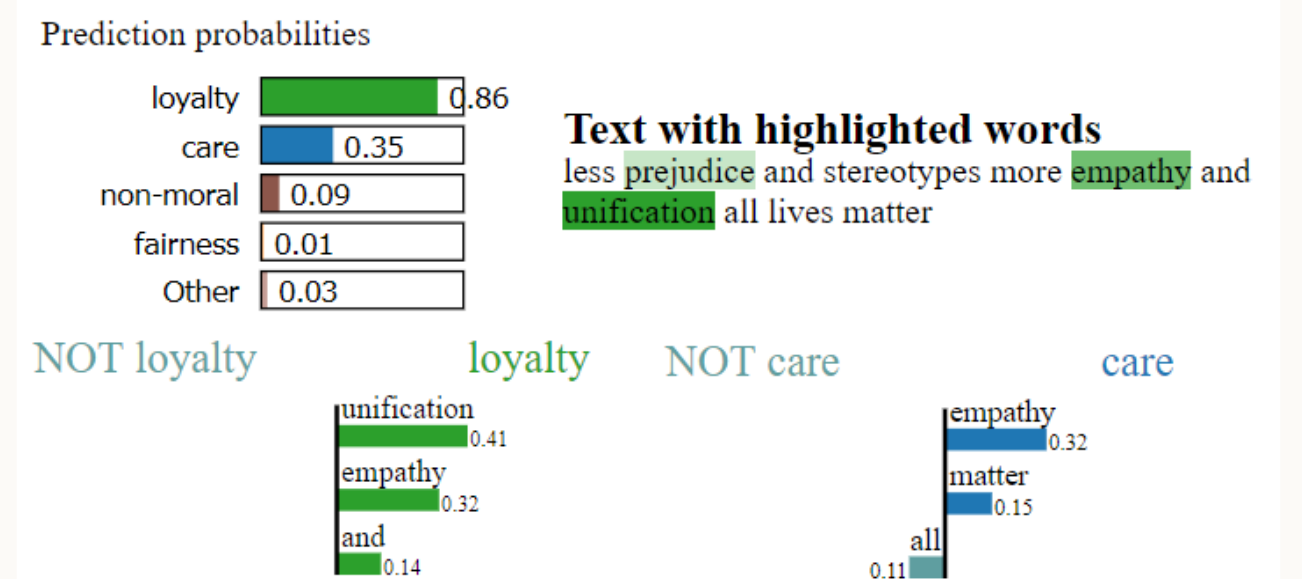 Prediction probabilities
loyalty 0.86
care 0.35
non-moral 0.09
fairness 0.01
Other 0.03
Text with highlighted words
less prejudice and stereotypes more empathy and
unification all lives matter
NOT loyalty loyalty
unification
0.41
empathy
0.32
and
0.14
NOT care care
empathy
0.32
matter
0.15
all
0.11